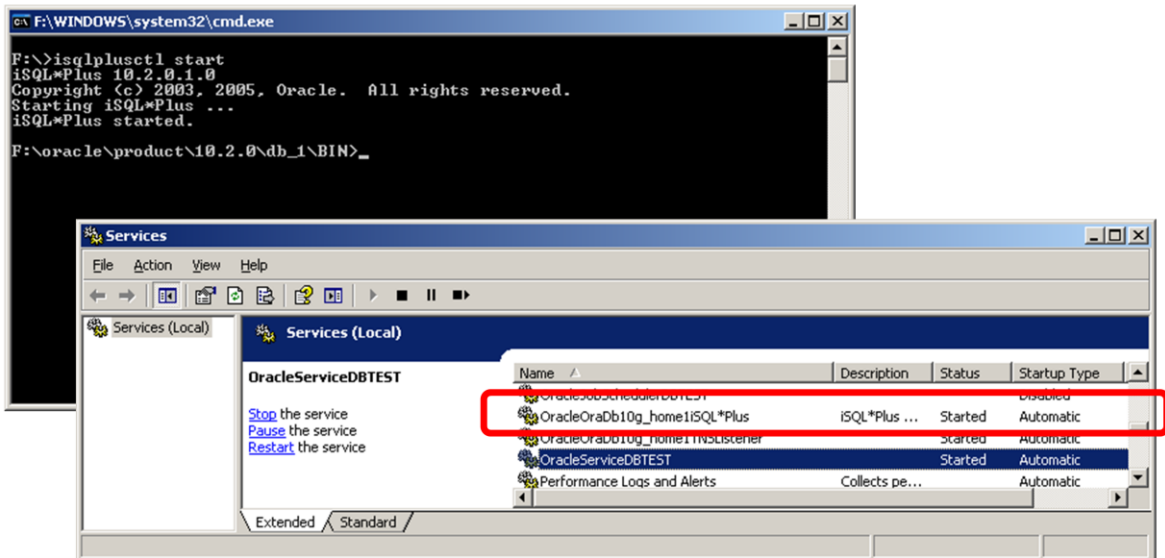 F:\WINDOWS\system32\cmd.exe
F:\>isqlplusctl start
iSQL*Plus 10.2.0.1.0
Copyright (c) 2003, 2005, Oracle.  All rights reserved.
Starting iSQL*Plus ...
iSQL*Plus started.
F:\oracle\product\10.2.0\db_1\BIN>_
Services
File Action View Help
Services (Local)
Services (Local)
OracleServiceDBTEST
Stop the service
Pause the service
Restart the service
Name Description Status Startup Type
OracleJobSchedulerDBTEST Disabled
OracleOraDb10g_home1iSQL*Plus iSQL*Plus ... Started Automatic
OracleOraDb10g_home1TNSListener Started Automatic
OracleServiceDBTEST Started Automatic
Performance Logs and Alerts Collects pe... Automatic
Extended Standard